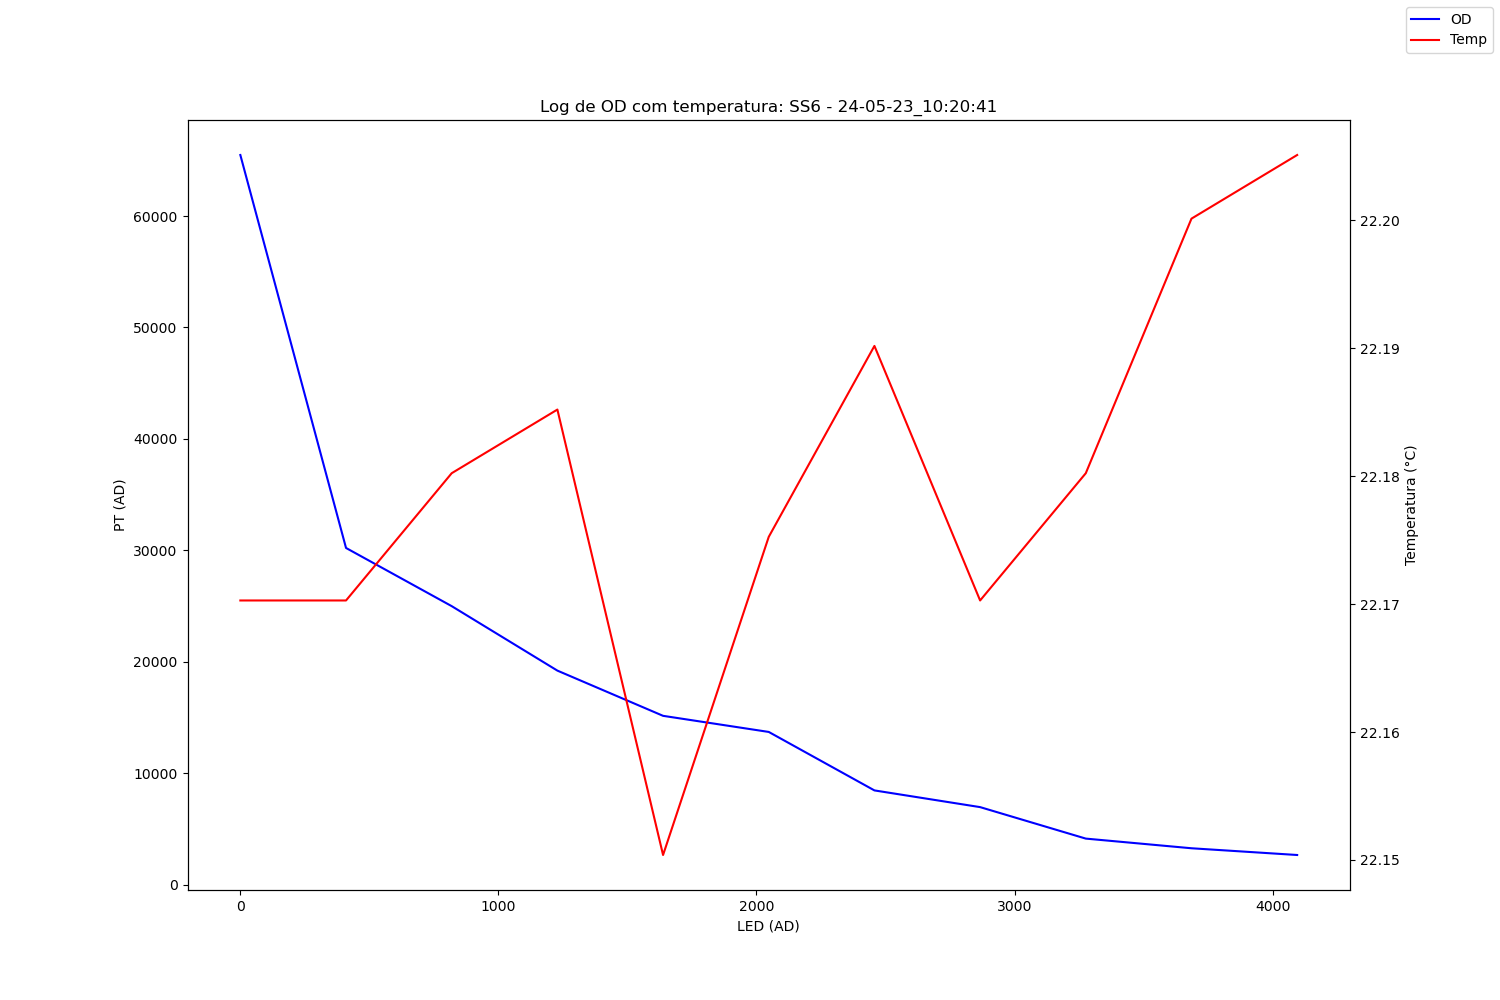 OD
Temp
Log de OD com temperatura: SS6 - 24-05-23_10:20:41
60000
50000
40000
30000
20000
10000
0
PT (AD)
22.20
22.19
22.18
22.17
22.16
22.15
Temperatura (°C)
0 1000 2000 3000 4000
LED (AD)